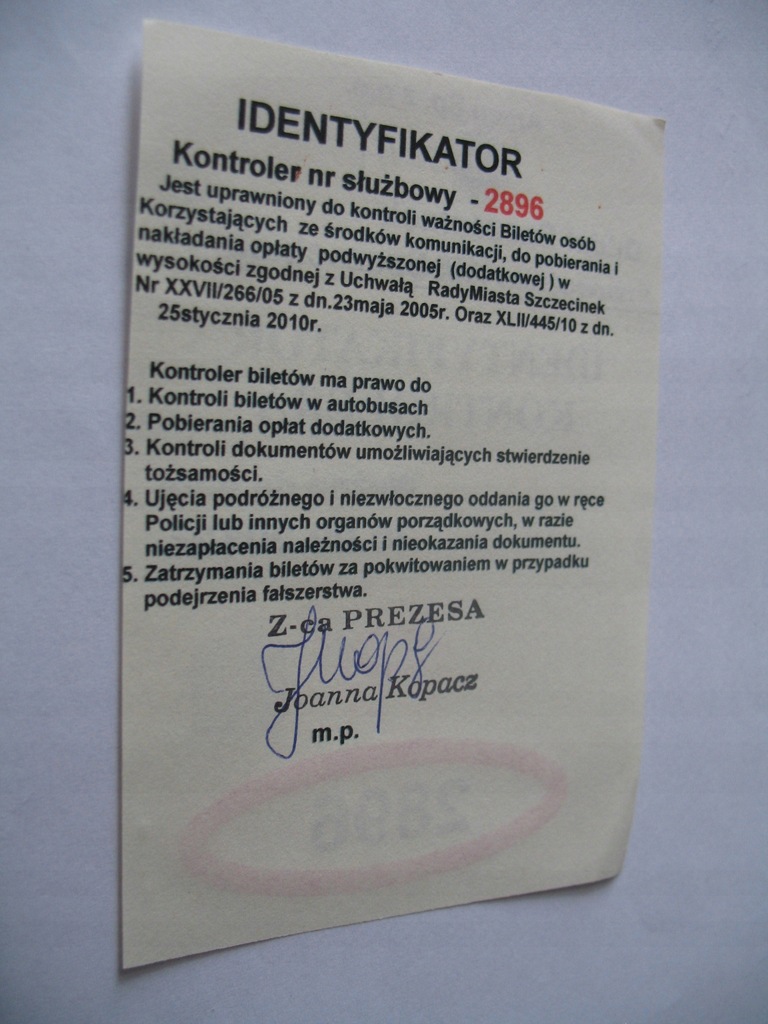 IDENTYFIKATOR
Kontroler nr służbowy - 2896
Jest uprawniony do kontroli ważności Biletów osób
Korzystających ze środków komunikacji, do pobierania i
nakładania opłaty podwyższonej (dodatkowej ) w
wysokości zgodnej z Uchwałą RadyMiasta Szczecinek
Nr XXVII/266/05 z dn.23maja 2005r. Oraz XLII/445/10 z dn.
25stycznia 2010r.
Kontroler biletów ma prawo do
1. Kontroli biletów w autobusach
2. Pobierania opłat dodatkowych.
3. Kontroli dokumentów umożliwiających stwierdzenie
tożsamości.
4. Ujęcia podróżnego i niezwłocznego oddania go w ręce
Policji lub innych organów porządkowych, w razie
niezapłacenia należności i nieokazania dokumentu.
5. Zatrzymania biletów za pokwitowaniem w przypadku
podejrzenia fałszerstwa.
Z-ca PREZESA
Joanna Kopacz
m.p.
2896